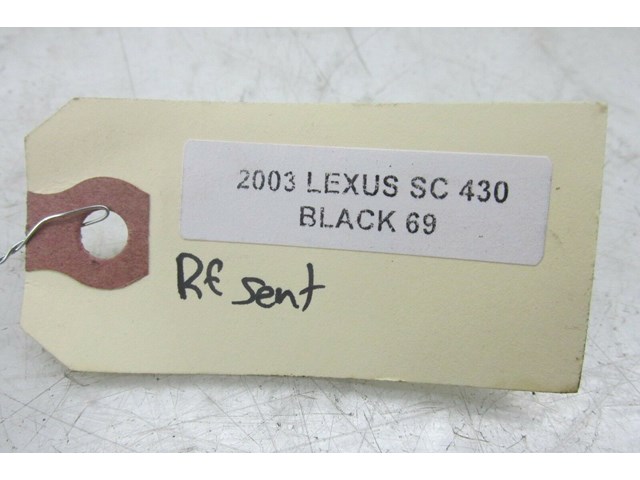 2003 LEXUS SC 430
BLACK 69
Rf sent